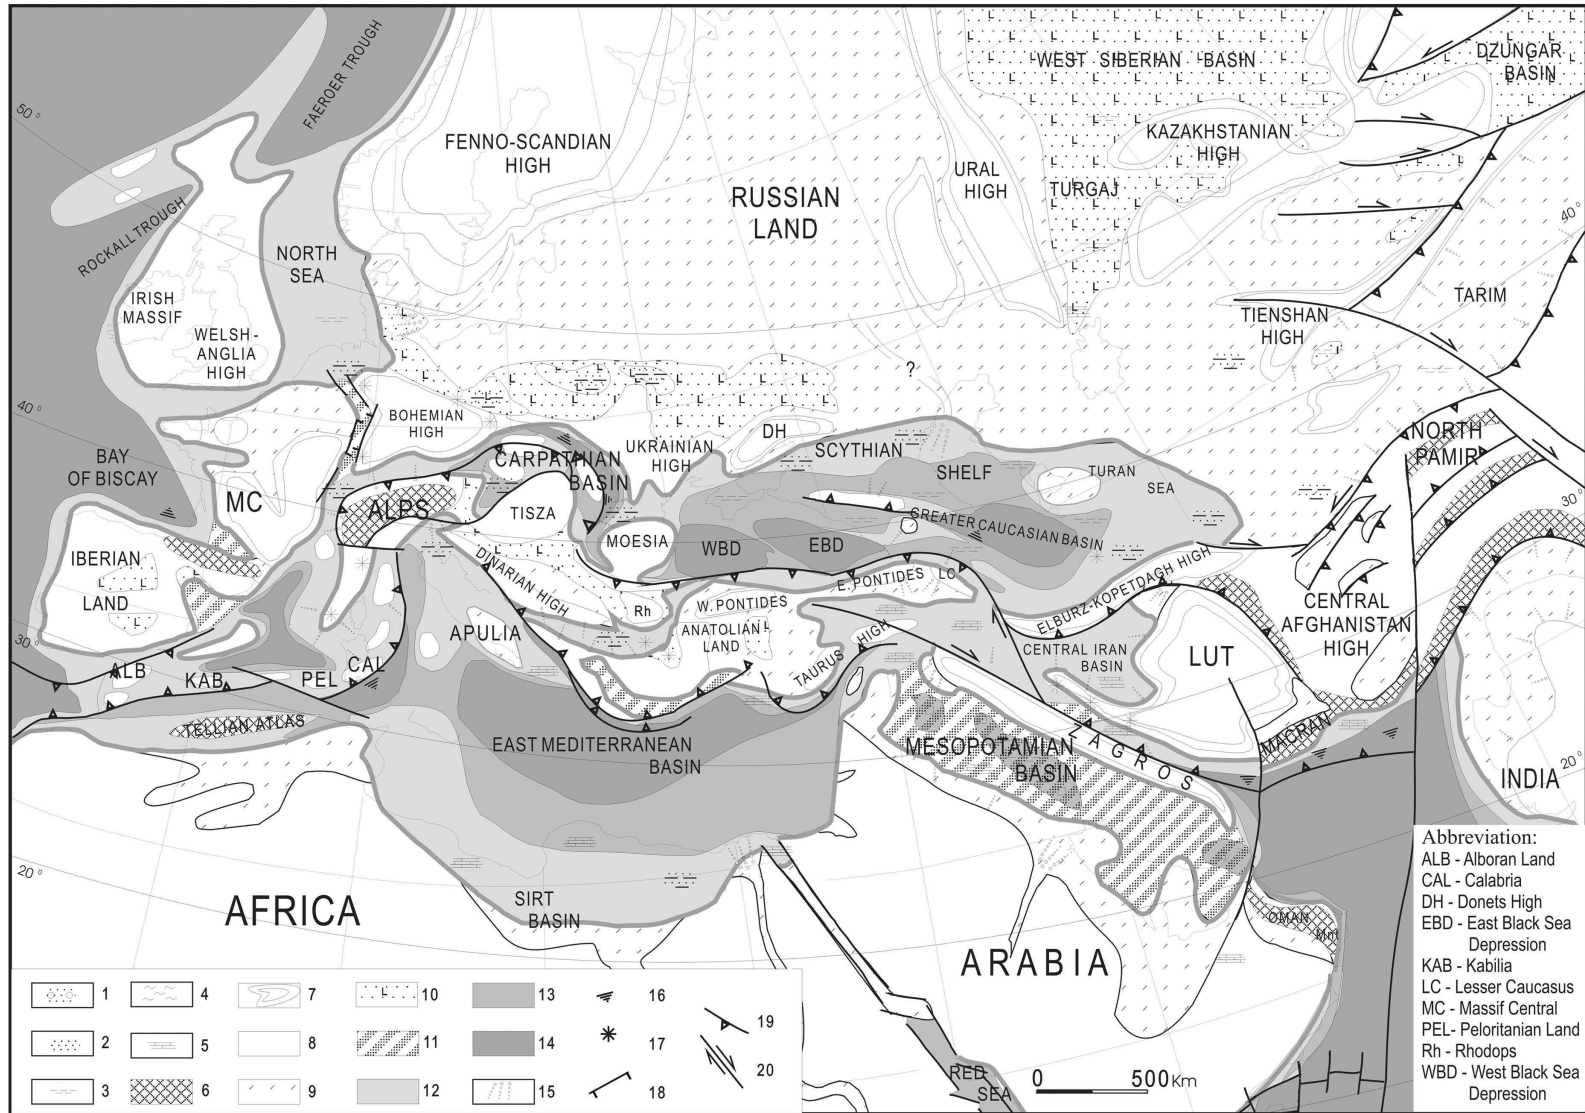 FAEROER TROUGH
50°
ROCKALL TROUGH
FENNO-SCANDIAN
HIGH
NORTH
SEA
IRISH
MASSIF
WELSH-
ANGLIA
HIGH
RUSSIAN
LAND
URAL
HIGH
WEST SIBERIAN BASIN
DZUNGAR
BASIN
KAZAKHSTANIAN
HIGH
TURGAJ
40°
TARIM
TIENSHAN
HIGH
40°
BAY
OF BISCAY
MC
BOHEMIAN
HIGH
CARPATHIAN
BASIN
UKRAINIAN
HIGH
DH
?
SCYTHIAN
SHELF
TURAN
SEA
NORTH
PAMIR
30°
ALPS
TISZA
MOESIA
WBD
EBD
GREATER CAUCASIAN BASIN
IBERIAN
LAND
DINARIAN HIGH
Rh
W. PONTIDES
E. PONTIDES
LC
ELBURZ-KOPETDAGH HIGH
CENTRAL
AFGHANISTAN
HIGH
30°
APULIA
ANATOLIAN
LAND
TAURUS HIGH
CENTRAL IRAN
BASIN
LUT
ALB
KAB
PEL
CAL
TELLIAN ATLAS
EAST MEDITERRANEAN
BASIN
MESOPOTAMIAN
BASIN
ZAGROS
MACRAN
20°
INDIA
20°
AFRICA
SIRT
BASIN
ARABIA
OMAN
Mnt
RED
SEA
0 500 Km
1 4 7 10 13 16 19
2 5 8 11 14 17 20
3 6 9 12 15 18
Abbreviation:
ALB - Alboran Land
CAL - Calabria
DH - Donets High
EBD - East Black Sea
Depression
KAB - Kabilia
LC - Lesser Caucasus
MC - Massif Central
PEL- Peloritanian Land
Rh - Rhodops
WBD - West Black Sea
Depression